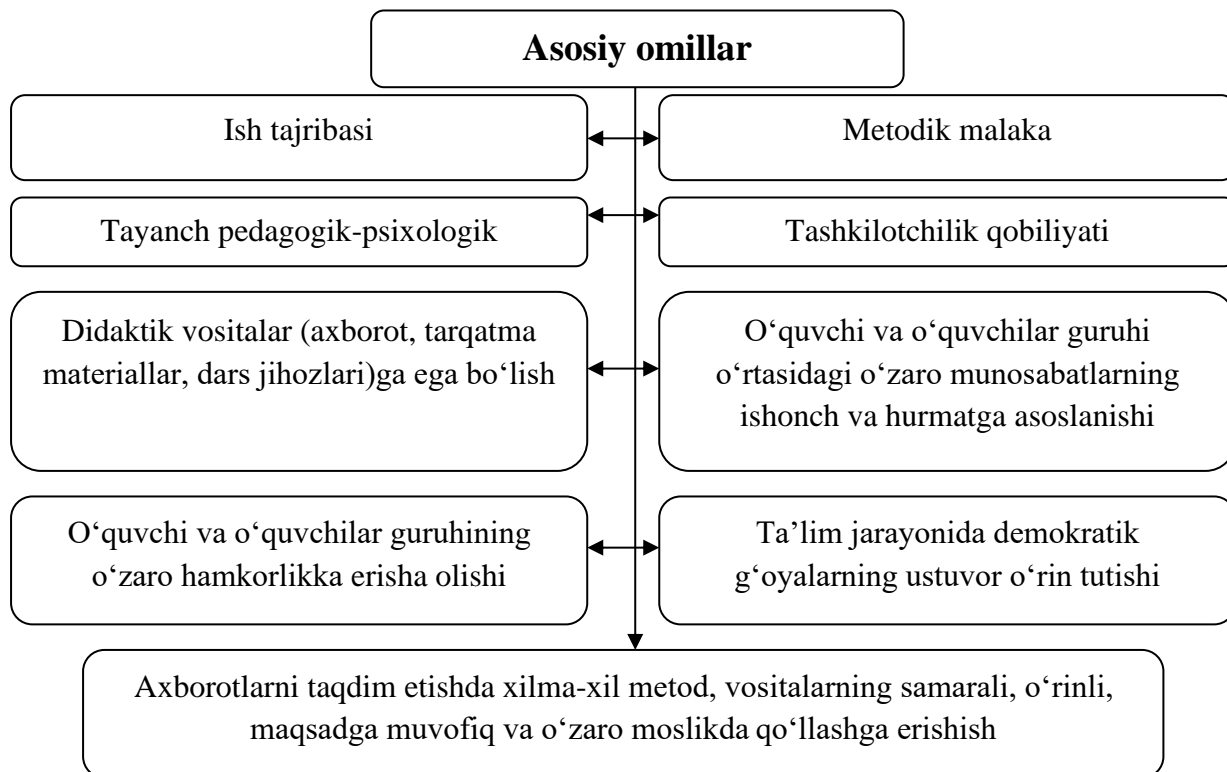 Asosiy omillar
Ish tajribasi
Metodik malaka
Tayanch pedagogik-psixologik
Tashkilotchilik qobiliyati
Didaktik vositalar (axborot, tarqatma
materiallar, dars jihozlari)ga ega bo‘lish
O‘quvchi va o‘quvchilar guruhi
o‘rtasidagi o‘zaro munosabatlarning
ishonch va hurmatga asoslanishi
O‘quvchi va o‘quvchilar guruhining
o‘zaro hamkorlikka erisha olishi
Ta’lim jarayonida demokratik
g‘oyalarning ustuvor o‘rin tutishi
Axborotlarni taqdim etishda xilma-xil metod, vositalarning samarali, o‘rinli,
maqsadga muvofiq va o‘zaro moslikda qo‘llashga erishish